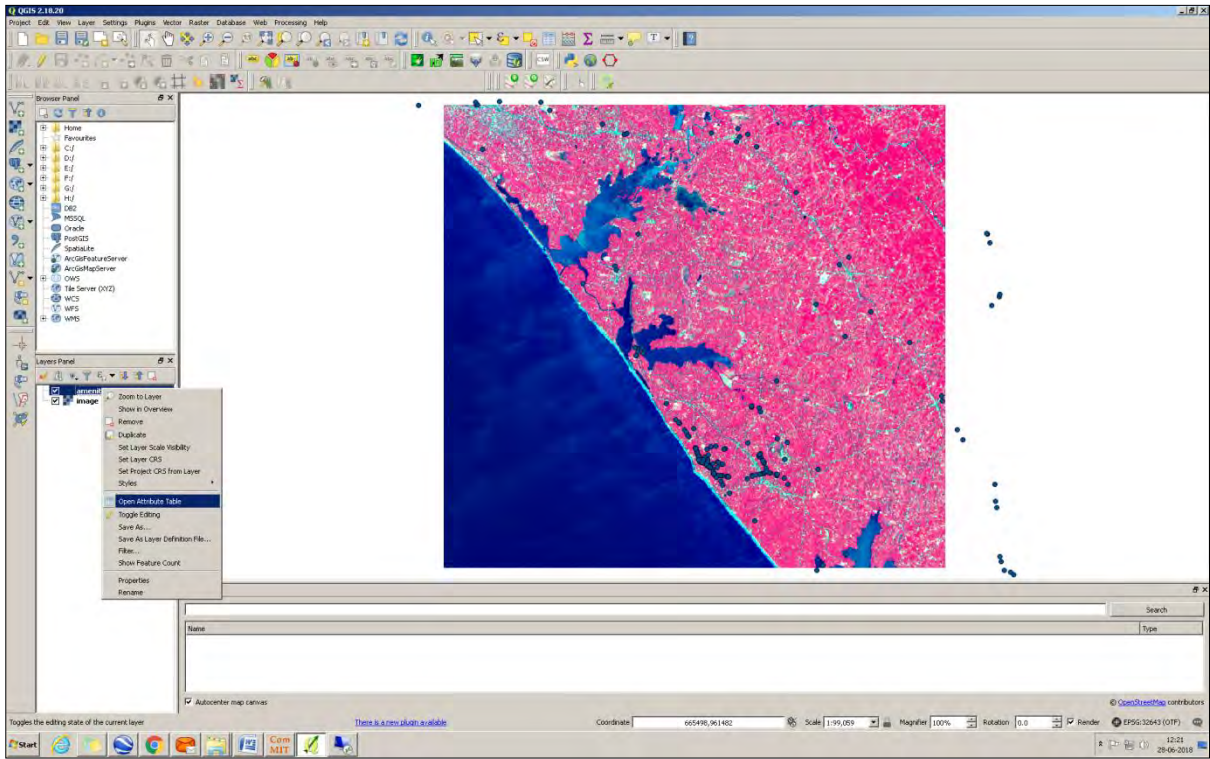 QGIS 2.18.20
Project Edit View Layer Settings Plugins Vector Raster Database Web Processing Help
CSW
Browser Panel
Home
Favourites
C:/
D:/
E:/
F:/
G:/
H:/
DB2
MSSQL
Oracle
PostGIS
SpatiaLite
ArcGisFeatureServer
ArcGisMapServer
OWS
Tile Server (XYZ)
WCS
WFS
WMS
Layers Panel
image
Zoom to Layer
Show in Overview
Remove
Duplicate
Set Layer Scale Visibility
Set Layer CRS
Set Project CRS from Layer
Styles
Open Attribute Table
Toggle Editing
Save As...
Save As Layer Definition File...
Filter...
Show Feature Count
Properties
Rename
Search
Name Type
Autocenter map canvas © OpenStreetMap contributors
Toggles the editing state of the current layer There is a new plugin available Coordinate 665498,961482 Scale 1:99,059 Magnifier 100% Rotation 0.0 Render EPSG:32643 (OTF)
Start Com MIT 12:21
28-06-2018